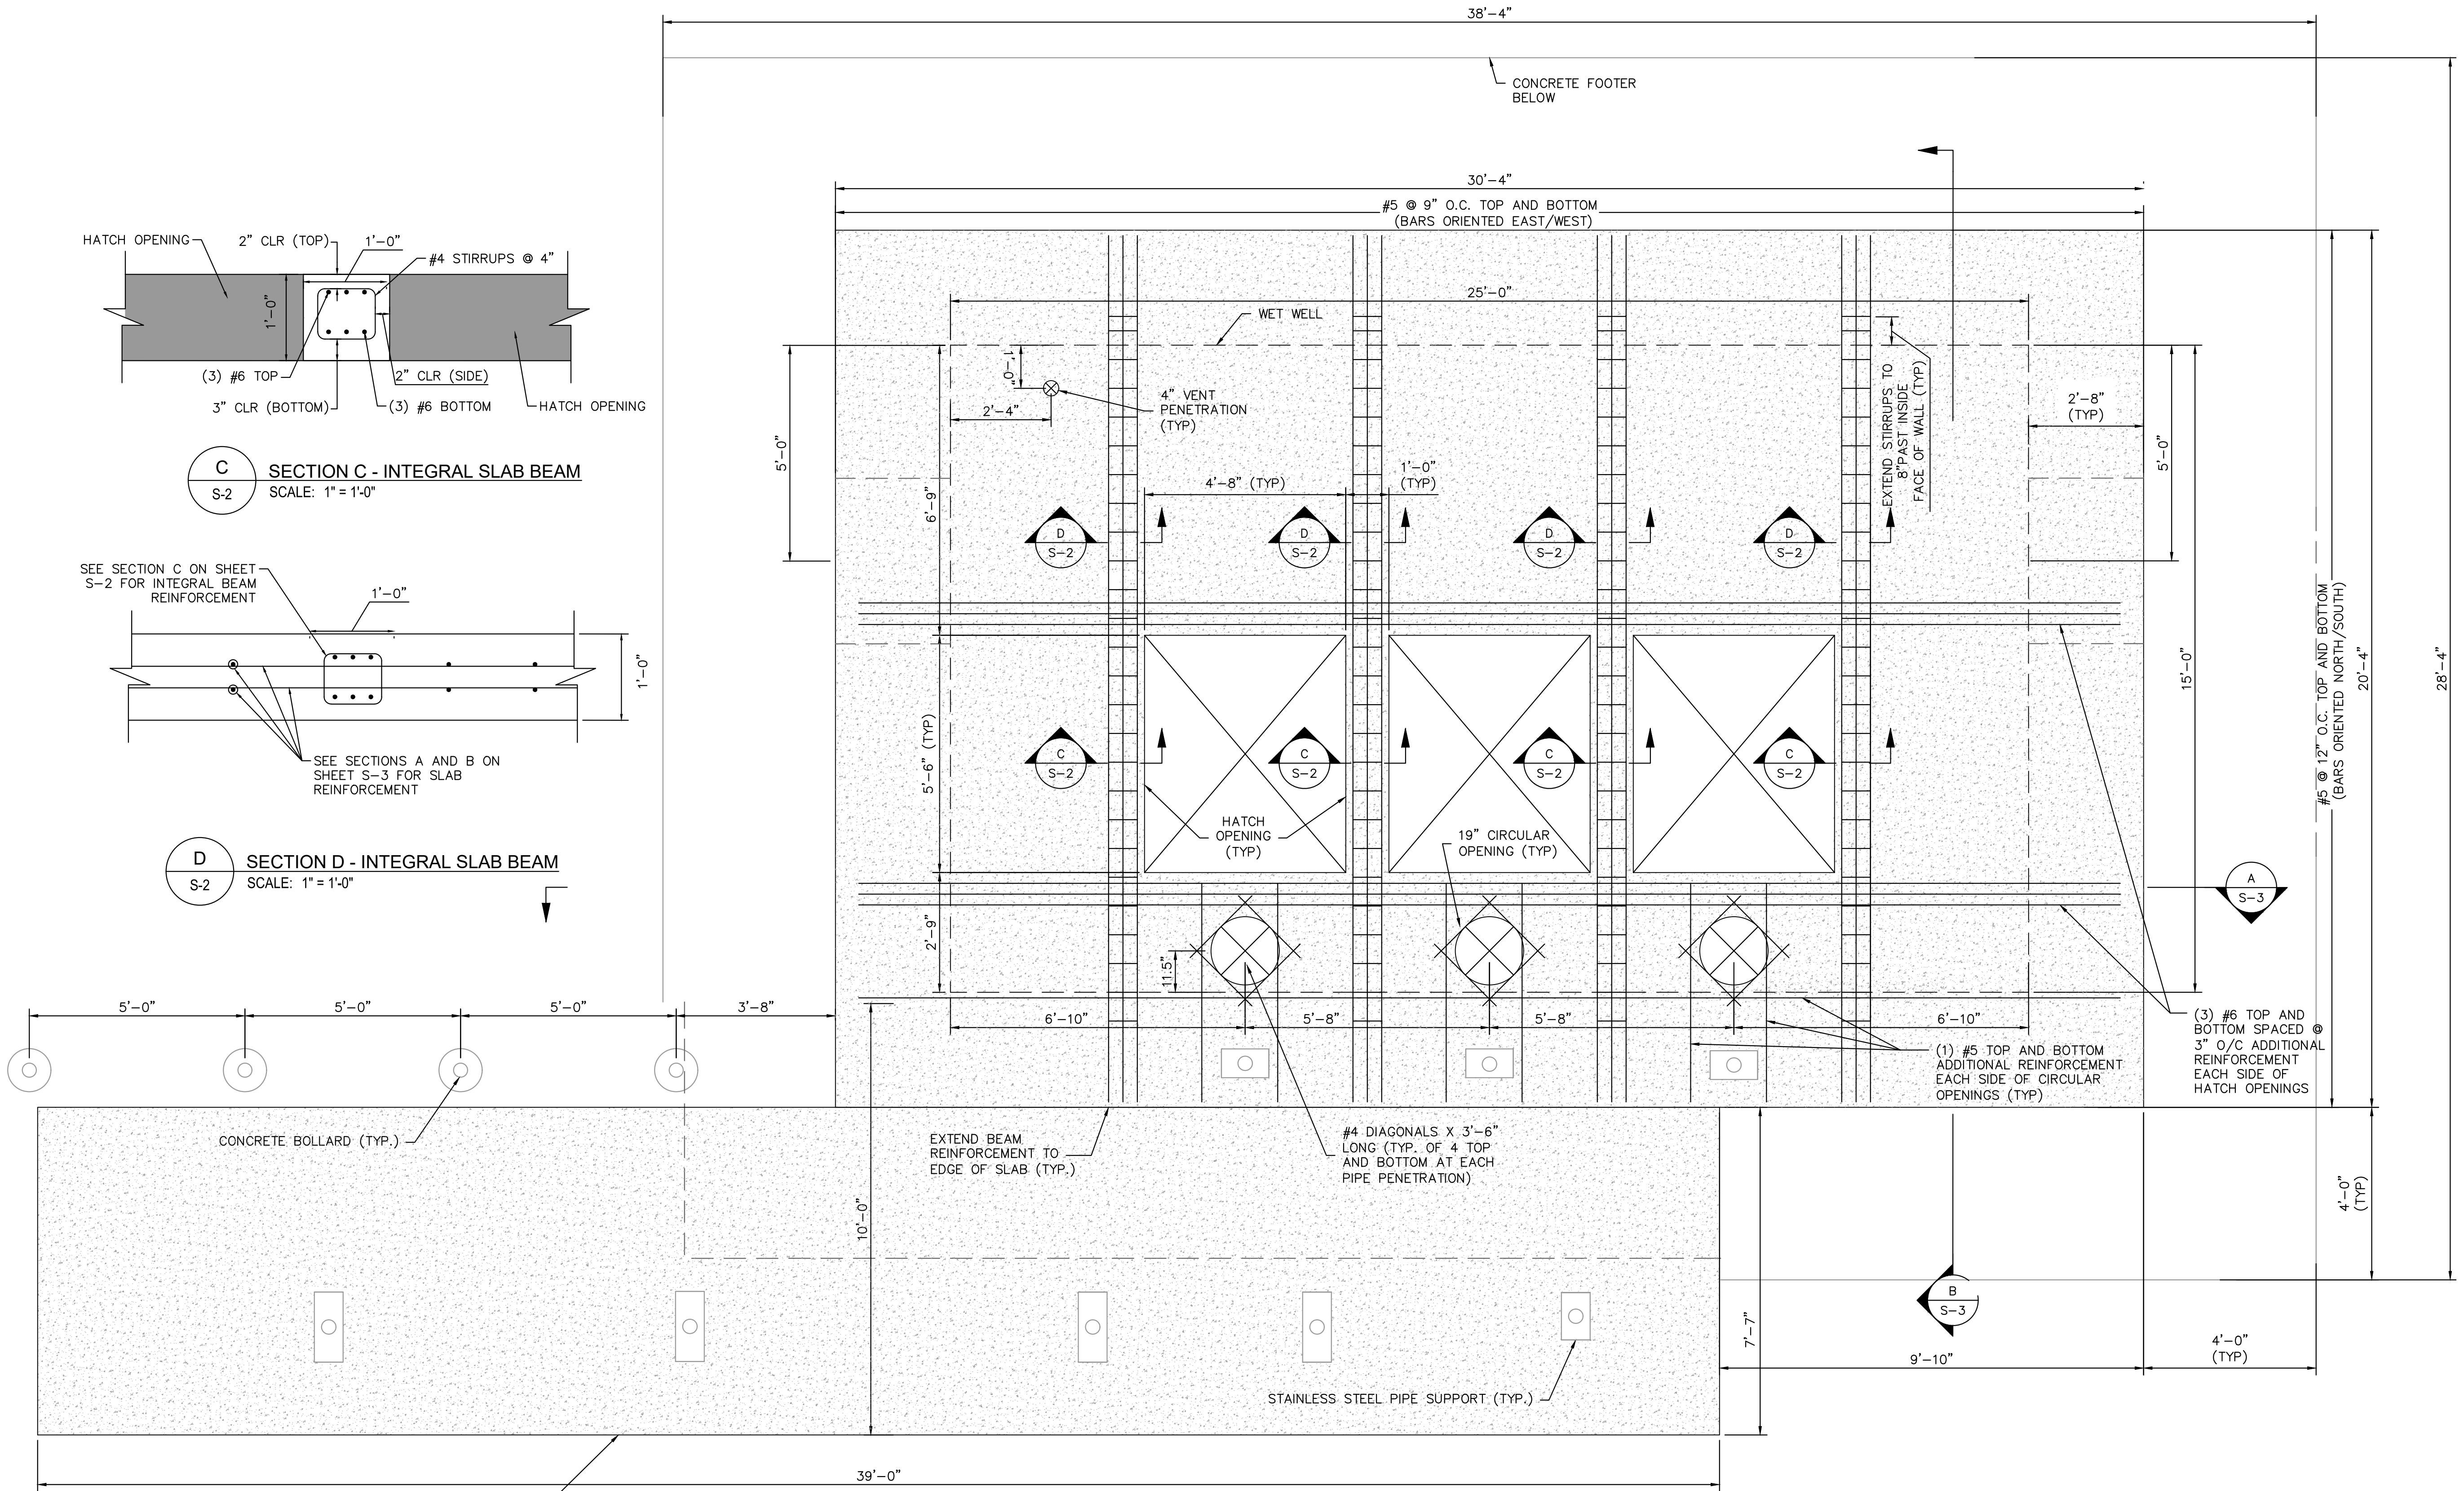 38'-4"
CONCRETE FOOTER
BELOW
30'-4"
#5 @ 9" O.C. TOP AND BOTTOM
(BARS ORIENTED EAST/WEST)
HATCH OPENING
2" CLR (TOP)
1'-0"
#4 STIRRUPS @ 4"
1'-0"
(3) #6 TOP
2" CLR (SIDE)
3" CLR (BOTTOM)
(3) #6 BOTTOM
HATCH OPENING
C
S-2
SECTION C - INTEGRAL SLAB BEAM
SCALE: 1" = 1'-0"
SEE SECTION C ON SHEET
S-2 FOR INTEGRAL BEAM
REINFORCEMENT
1'-0"
1'-0"
SEE SECTIONS A AND B ON
SHEET S-3 FOR SLAB
REINFORCEMENT
D
S-2
SECTION D - INTEGRAL SLAB BEAM
SCALE: 1" = 1'-0"
25'-0"
WET WELL
1'-0"
2'-4"
4" VENT
PENETRATION
(TYP)
5'-0"
6'-9"
4'-8" (TYP)
1'-0"
(TYP)
EXTEND STIRRUPS TO
8" PAST INSIDE
FACE OF WALL (TYP)
2'-8"
(TYP)
5'-0"
D
S-2
D
S-2
D
S-2
D
S-2
15'-0"
#5 @ 12" O.C. TOP AND BOTTOM
(BARS ORIENTED NORTH/SOUTH)
20'-4"
28'-4"
5'-6" (TYP)
C
S-2
C
S-2
C
S-2
C
S-2
HATCH
OPENING
(TYP)
19" CIRCULAR
OPENING (TYP)
A
S-3
2'-9"
11.5"
5'-0"
5'-0"
5'-0"
3'-8"
6'-10"
5'-8"
5'-8"
6'-10"
(3) #6 TOP AND
BOTTOM SPACED @
3" O/C ADDITIONAL
REINFORCEMENT
EACH SIDE OF
HATCH OPENINGS
(1) #5 TOP AND BOTTOM
ADDITIONAL REINFORCEMENT
EACH SIDE OF CIRCULAR
OPENINGS (TYP)
CONCRETE BOLLARD (TYP.)
EXTEND BEAM
REINFORCEMENT TO
EDGE OF SLAB (TYP.)
#4 DIAGONALS X 3'-6"
LONG (TYP. OF 4 TOP
AND BOTTOM AT EACH
PIPE PENETRATION)
10'-0"
4'-0"
(TYP)
B
S-3
7'-7"
9'-10"
4'-0"
(TYP)
STAINLESS STEEL PIPE SUPPORT (TYP.)
39'-0"